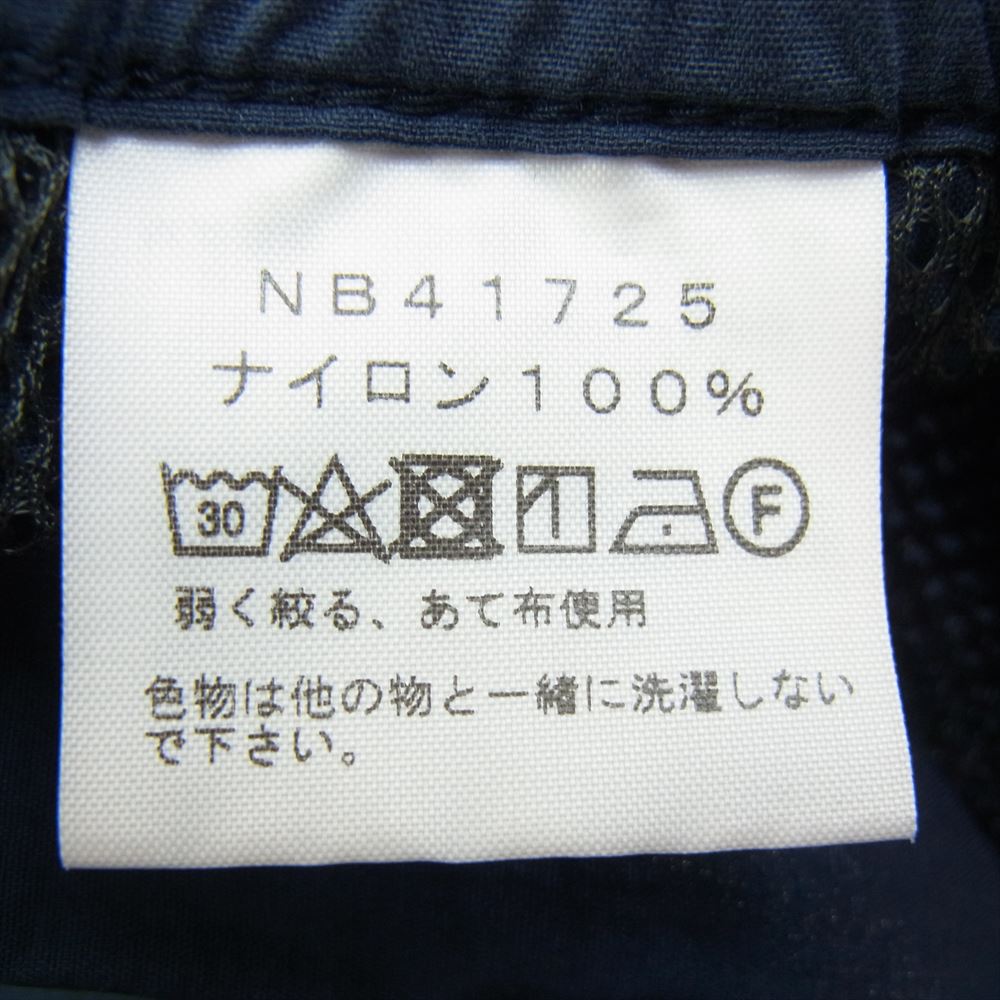 NB41725
ナイロン100%
30 F
弱く絞る、あて布使用
色物は他の物と一緒に洗濯しない
で下さい。